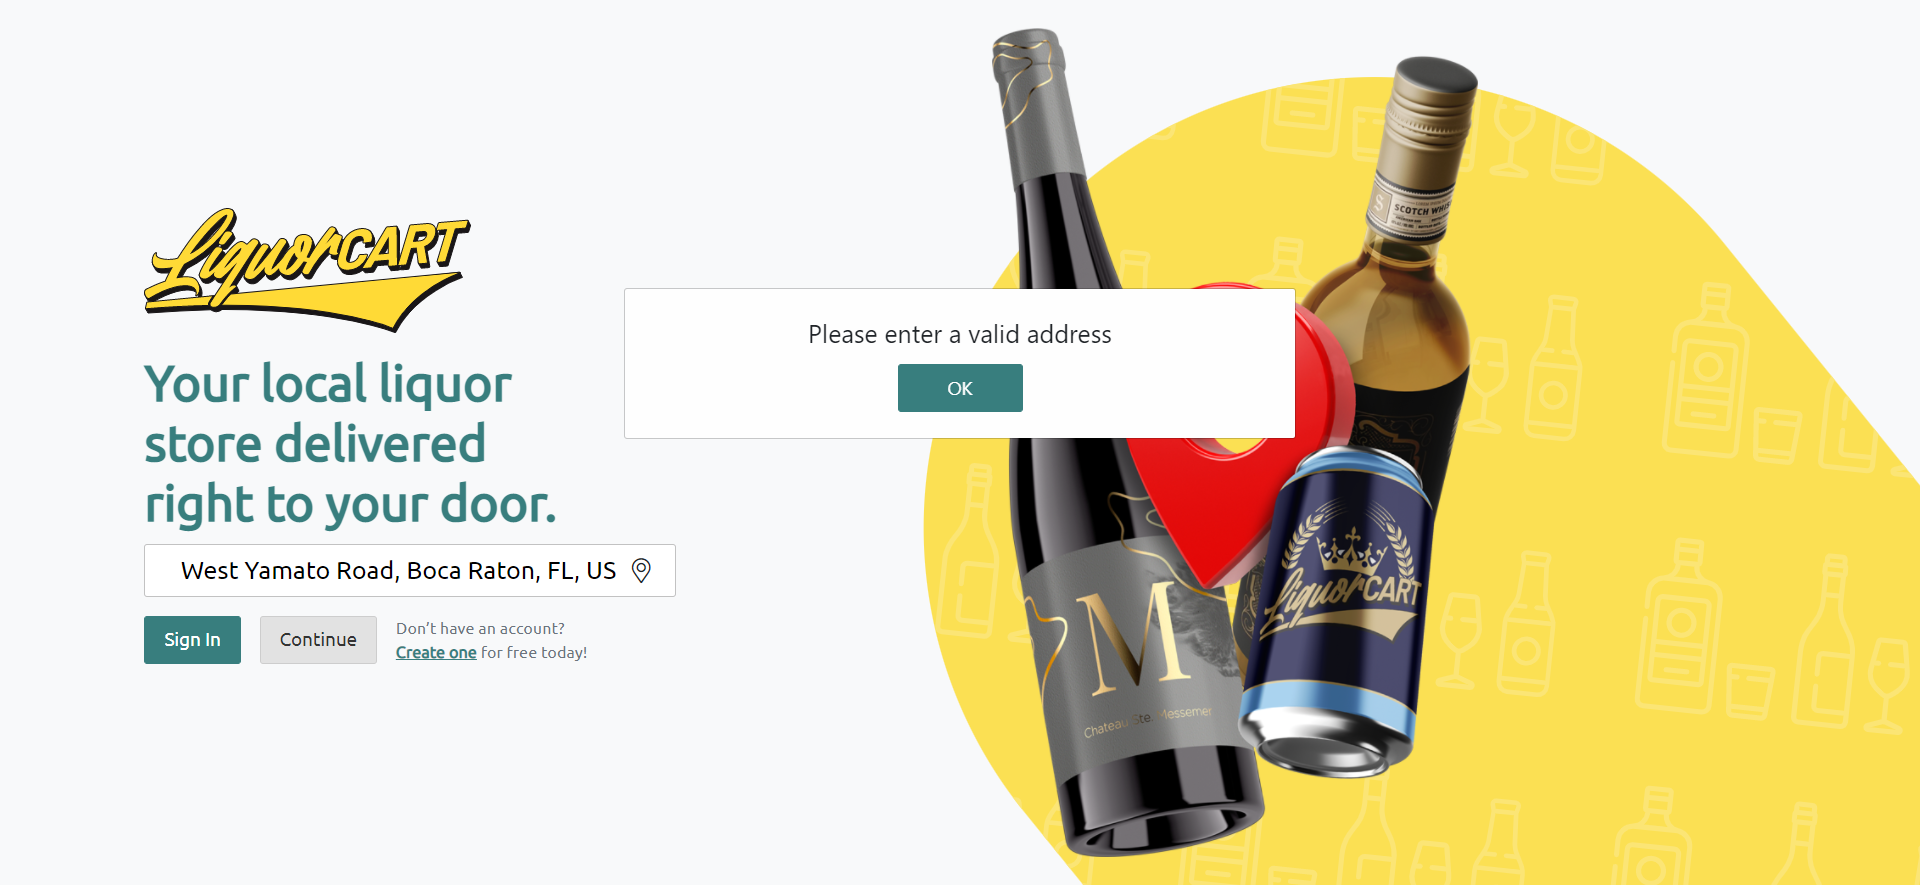 LiquorCART
Your local liquor
store delivered
right to your door.
West Yamato Road, Boca Raton, FL, US
Sign In
Continue
Don't have an account?
Create one for free today!
Please enter a valid address
OK
S
SCOTCH WHIS
M
Chateau Ste. Messemer
LiquorCART